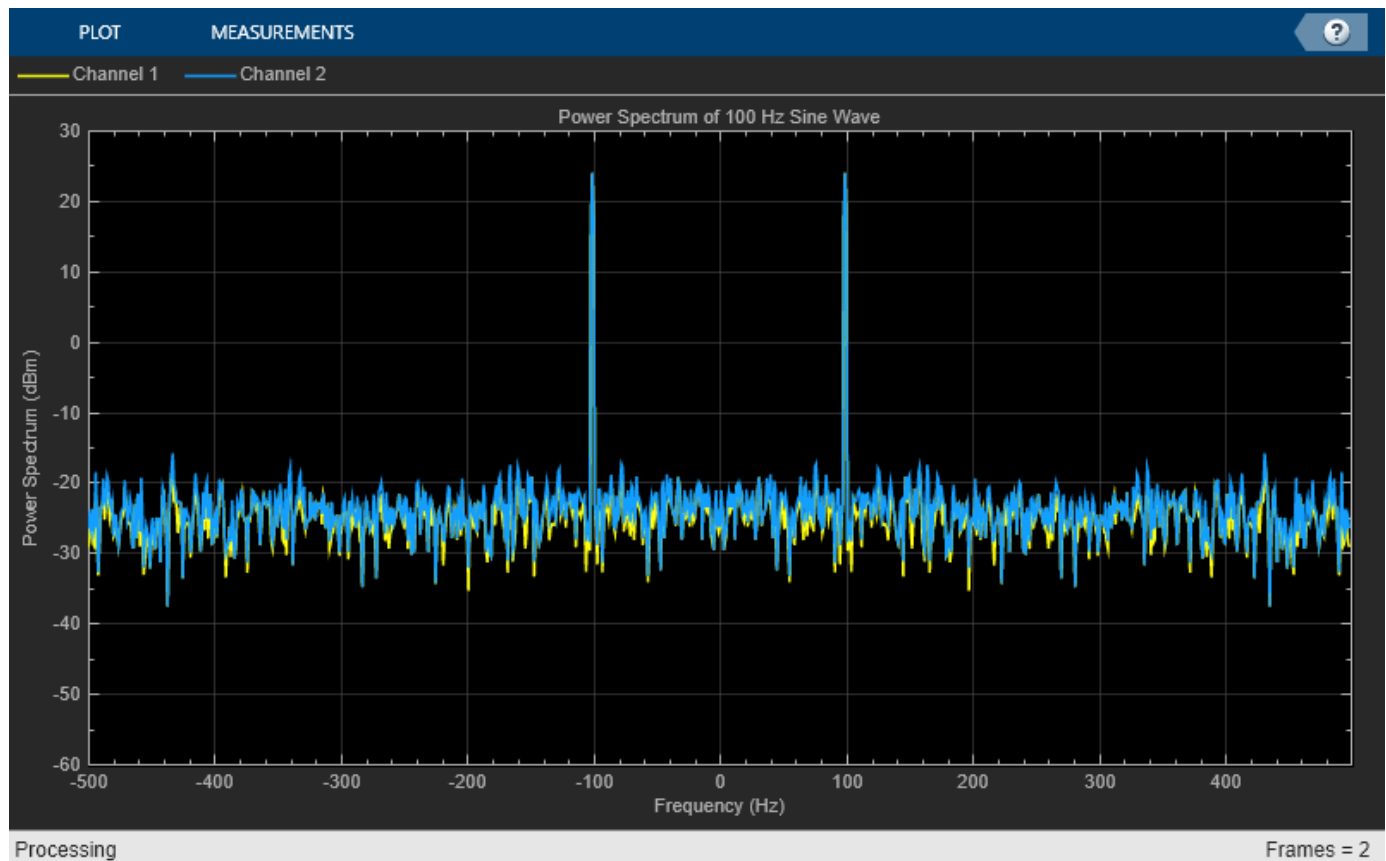 PLOT MEASUREMENTS ?
Channel 1 Channel 2
Power Spectrum of 100 Hz Sine Wave
30
20
10
0
-10
-20
-30
-40
-50
-60
Power Spectrum (dBm)
-500 -400 -300 -200 -100 0 100 200 300 400
Frequency (Hz)
Processing Frames = 2